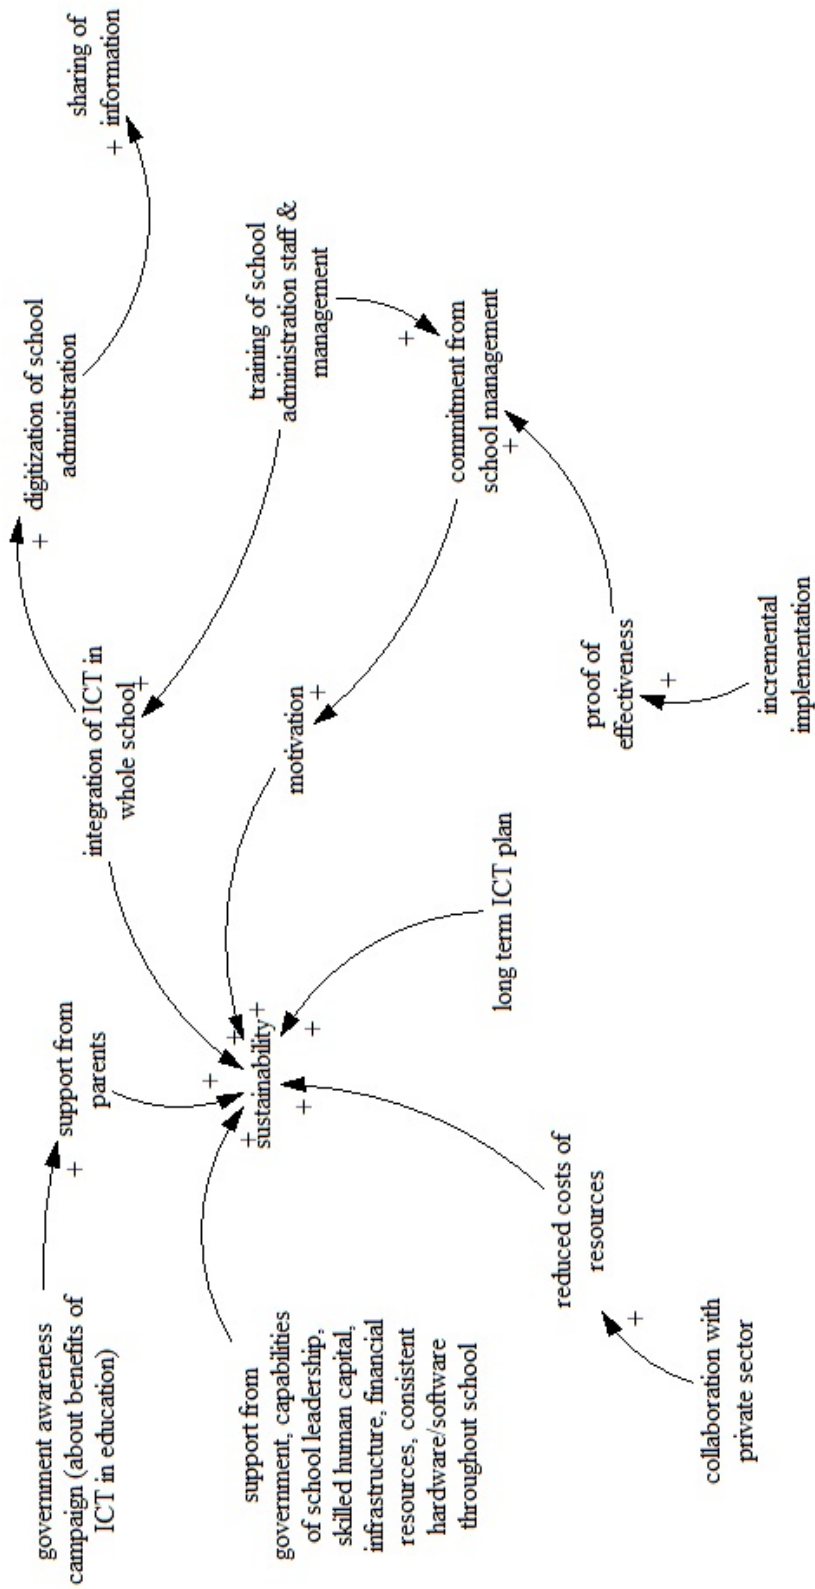 government awareness
campaign (about benefits of
ICT in education)
+
support from
parents
+
support from
government, capabilities
of school leadership,
skilled human capital,
infrastructure, financial
resources, consistent
hardware/software
throughout school
+
sustainability
+
+
+
+
integration of ICT in
whole school
+
+
digitization of school
administration
+
sharing of
information
training of school
administration staff &
management
motivation
+
+
commitment from
school management
+
long term ICT plan
proof of
effectiveness
+
incremental
implementation
reduced costs of
resources
+
collaboration with
private sector